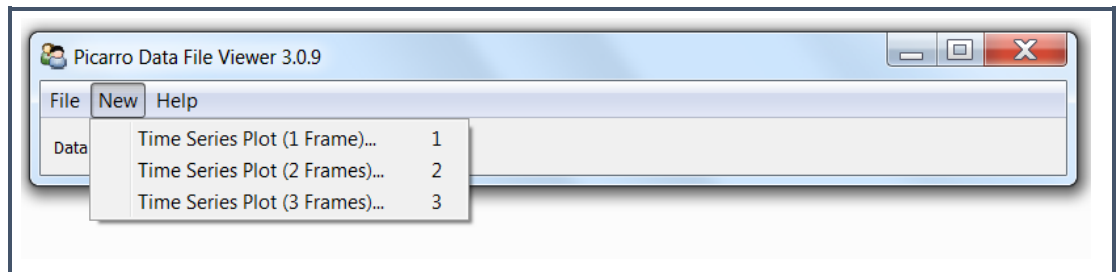 Picarro Data File Viewer 3.0.9
File New Help
Data
Time Series Plot (1 Frame)... 1
Time Series Plot (2 Frames)... 2
Time Series Plot (3 Frames)... 3